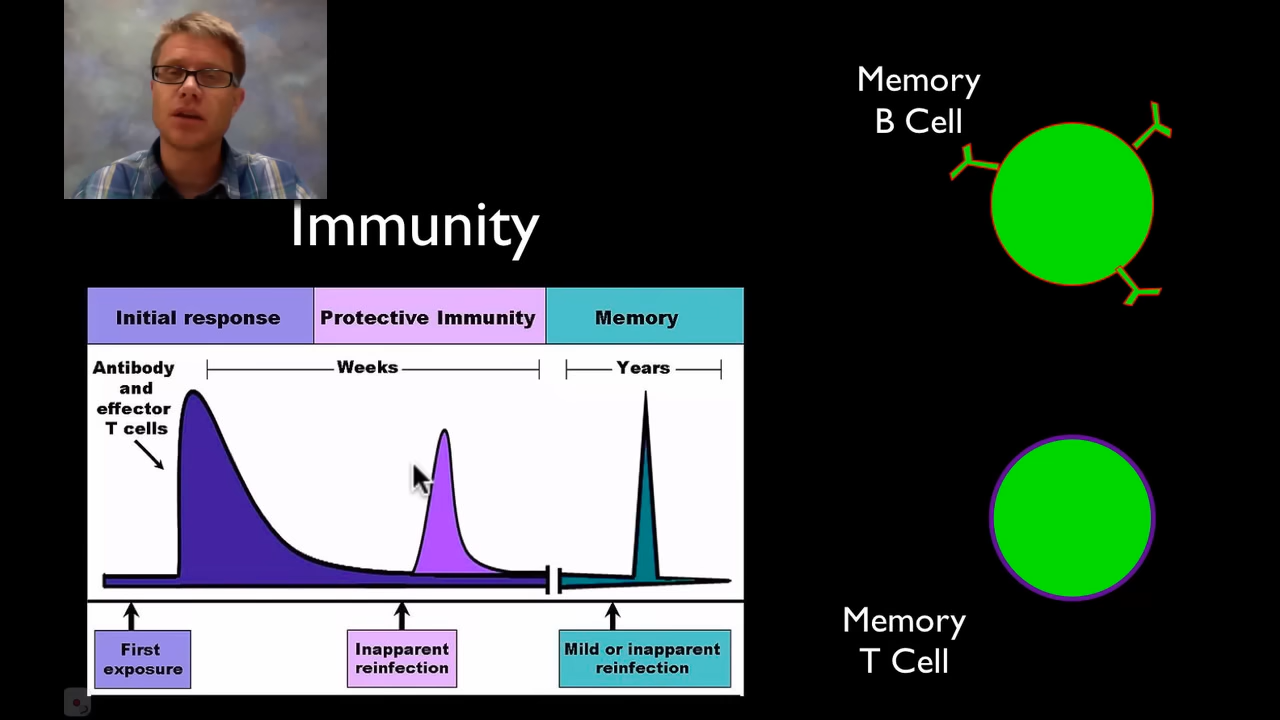 Memory
B Cell
Immunity
Initial response
Protective Immunity
Memory
Antibody
and
effector
T cells
Weeks
Years
First
exposure
Inapparent
reinfection
Mild or inapparent
reinfection
Memory
T Cell